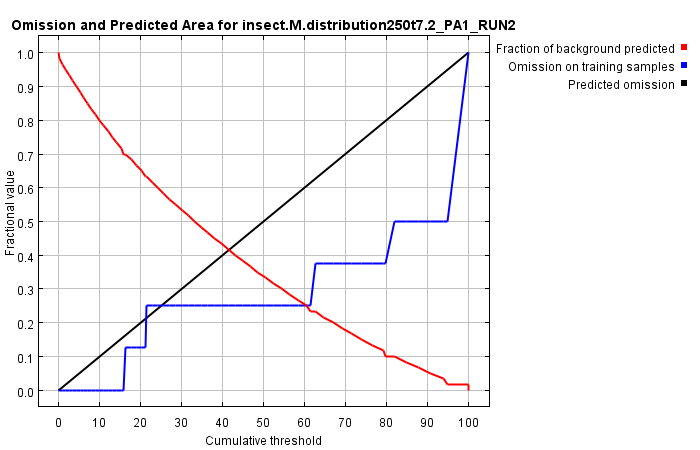 Omission and Predicted Area for insect.M.distribution250t7.2_PA1_RUN2
Fraction of background predicted
Omission on training samples
Predicted omission
1.0
0.9
0.8
0.7
0.6
0.5
0.4
0.3
0.2
0.1
0.0
Fractional value
0 10 20 30 40 50 60 70 80 90 100
Cumulative threshold